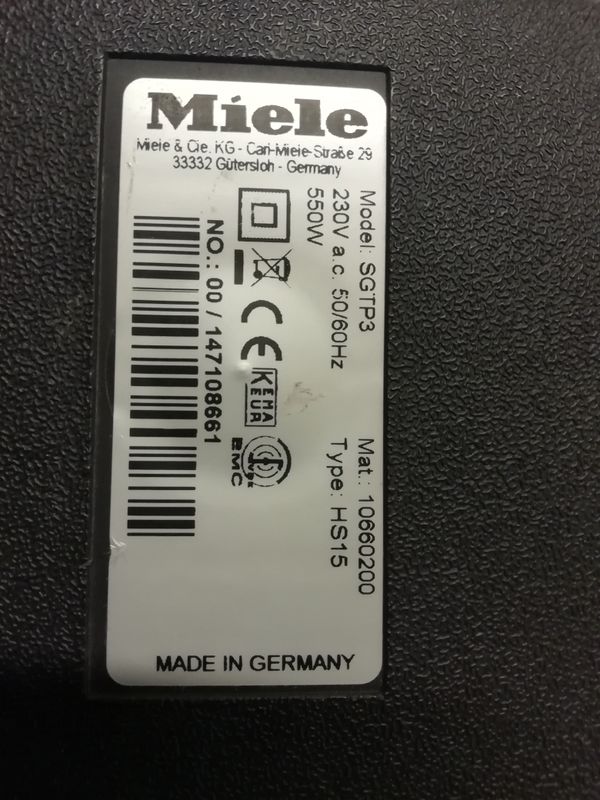 Miele
Miele & Cie. KG - Carl-Miele-Straße 29
33332 Gütersloh - Germany
Model: SGTP3
Mat.: 10660200
230V a.c. 50/60Hz
Type: HS15
550W
CE
KEMA
EUR
EMC
NO.: 00 / 147108661
MADE IN GERMANY